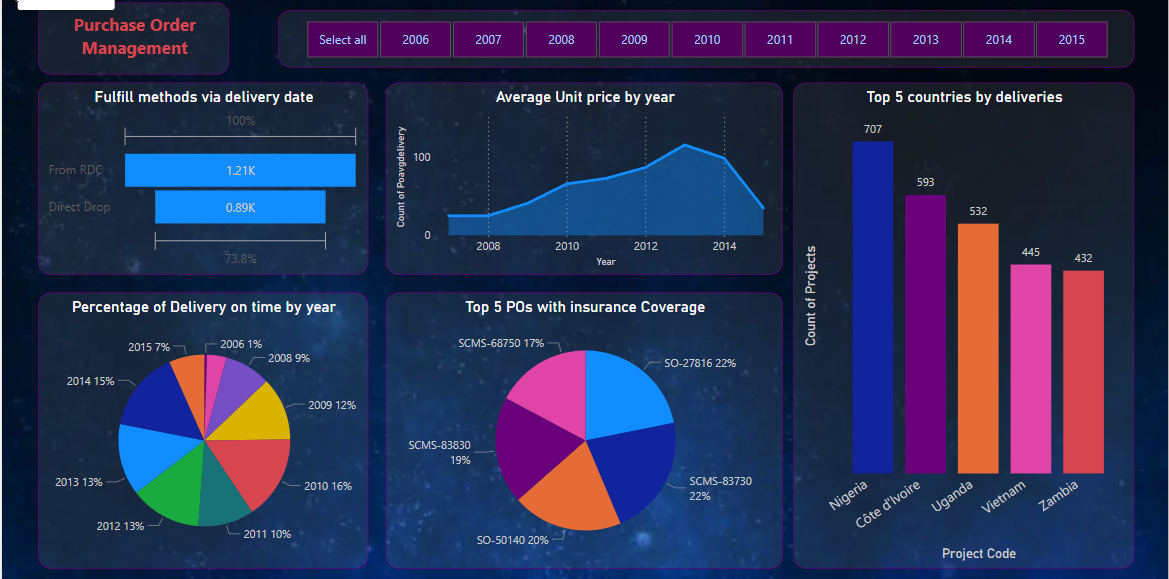 Purchase Order
Management
Select all
2006
2007
2008
2009
2010
2011
2012
2013
2014
2015
Fulfill methods via delivery date
100%
From RDC
1.21K
Direct Drop
0.89K
73.8%
Average Unit price by year
Count of Poavgdelivery
100
0
2008
2010
2012
2014
Year
Top 5 countries by deliveries
Count of Projects
707
593
532
445
432
Nigeria
Côte d'Ivoire
Uganda
Vietnam
Zambia
Project Code
Percentage of Delivery on time by year
2015 7%
2006 1%
2008 9%
2014 15%
2009 12%
2013 13%
2010 16%
2012 13%
2011 10%
Top 5 POs with insurance Coverage
SCMS-68750 17%
SO-27816 22%
SCMS-83830
19%
SCMS-83730
22%
SO-50140 20%